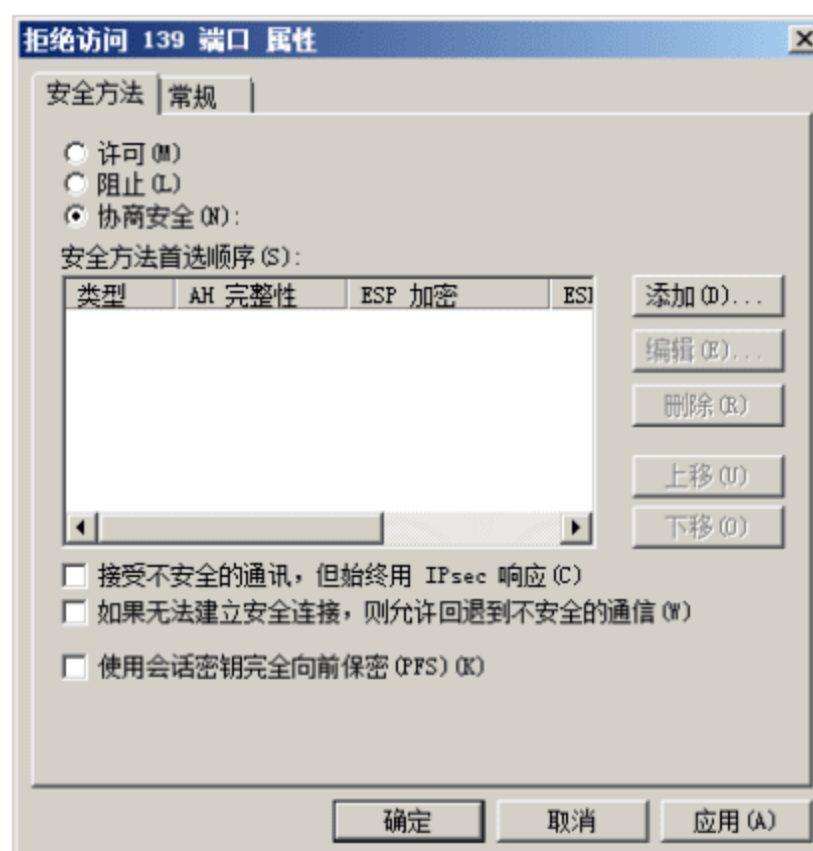 拒绝访问 139 端口 属性
安全方法 常规
许可(M)
阻止(L)
协商安全(N):
安全方法首选顺序(S):
类型 AH 完整性 ESP 加密 ESI
添加(D)...
编辑(E)...
删除(R)
上移(U)
下移(O)
接受不安全的通讯，但始终用 IPsec 响应(C)
如果无法建立安全连接，则允许回退到不安全的通信(W)
使用会话密钥完全向前保密(PFS)(K)
确定 取消 应用(A)